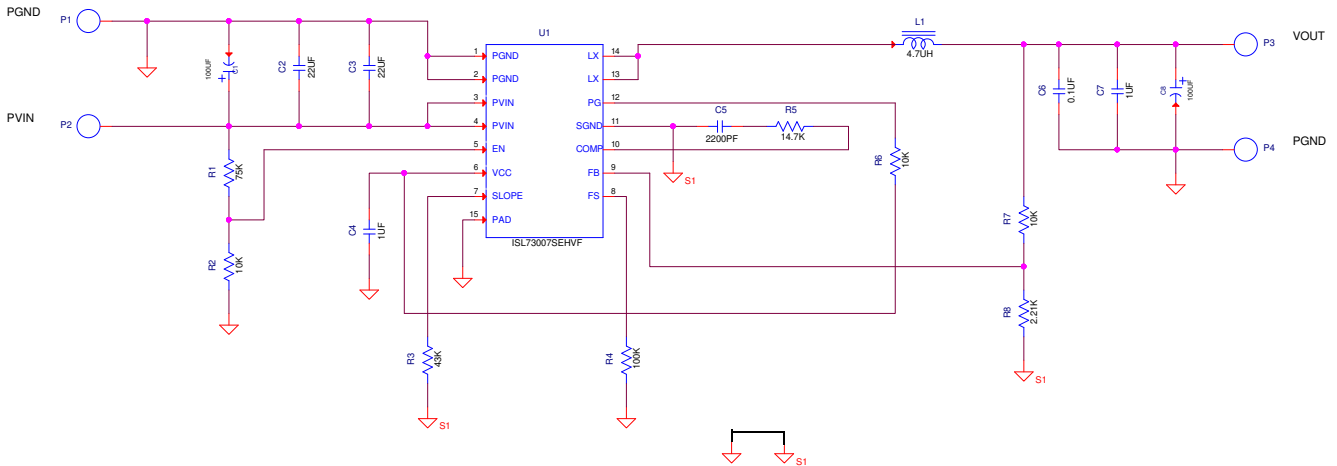 PGND
P1
PVIN
P2
100UF
C1
+
C2
22UF
C3
22UF
R1
75K
R2
10K
C4
1UF
U1
1 PGND
2 PGND
3 PVIN
4 PVIN
5 EN
6 VCC
7 SLOPE
15 PAD
LX 14
LX 13
PG 12
SGND 11
COMP 10
FB 9
FS 8
ISL73007SEHVF
R3
43K
S1
R4
100K
S1
C5
2200PF
R5
14.7K
R6
10K
L1
4.7UH
C6
0.1UF
C7
1UF
C8
100UF
+
P3
VOUT
P4
PGND
R7
10K
R8
2.21K
S1
S1